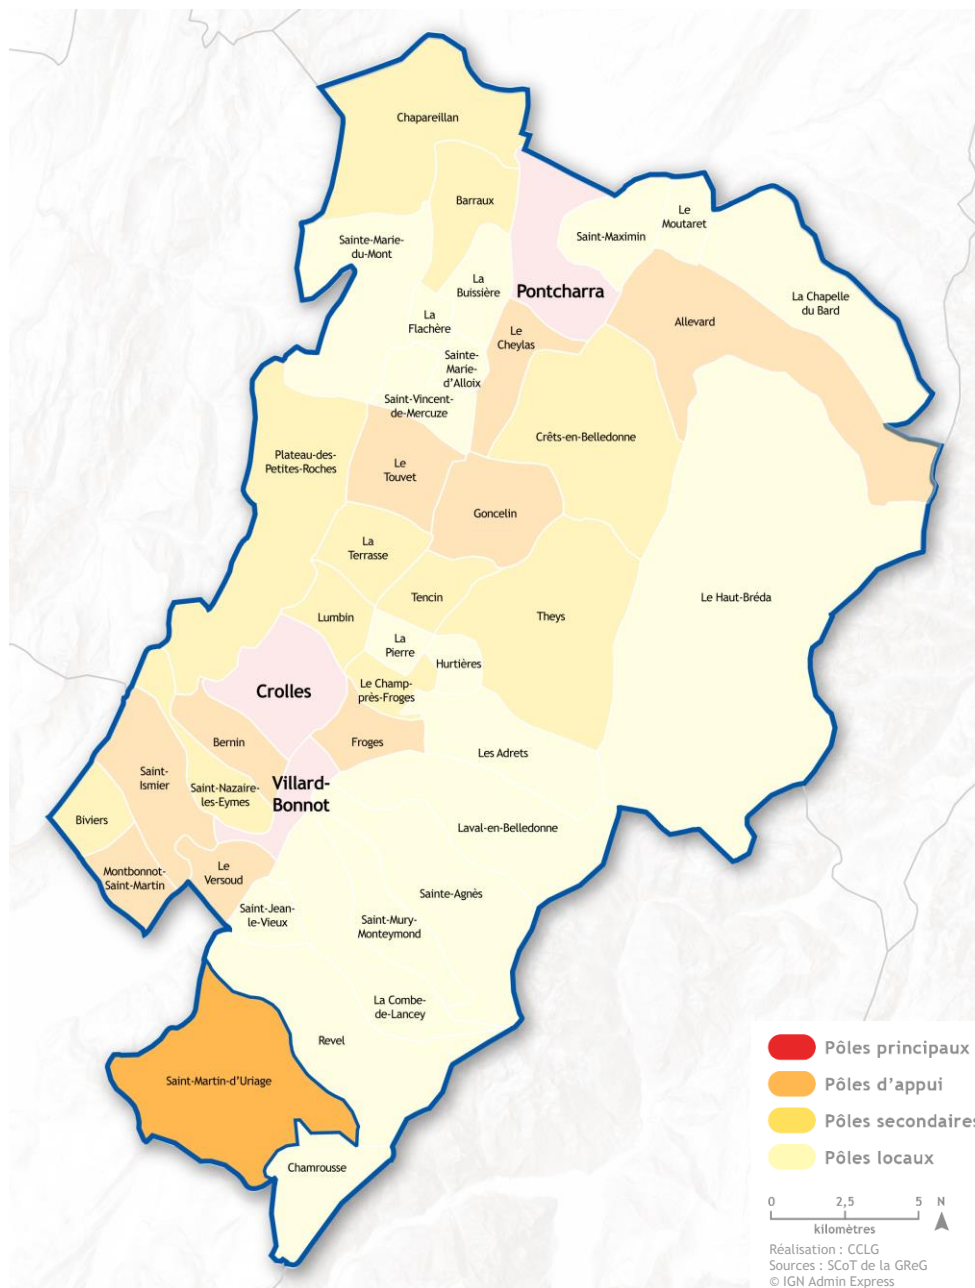 Chapareillan
Barraux
Le
Moutaret
Saint-Maximin
Sainte-Marie-
du-Mont
La
Buissière
Pontcharra
La Chapelle
du Bard
La
Flachère
Le
Cheylas
Allevard
Sainte-
Marie-
d'Alloix
Saint-Vincent-
de-Mercuze
Crêts-en-Belledonne
Plateau-des-
Petites-Roches
Le
Touvet
Goncelin
La
Terrasse
Tencin
Le Haut-Bréda
Lumbin
Theys
La
Pierre
Hurtières
Crolles
Le Champ-
près-Froges
Bernin
Froges
Les Adrets
Saint-
Ismier
Villard-
Bonnot
Saint-Nazaire-
les-Eymes
Biviers
Laval-en-Belledonne
Montbonnot-
Saint-Martin
Le
Versoud
Sainte-Agnès
Saint-Jean-
le-Vieux
Saint-Mury-
Monteymond
La Combe-
de-Lancey
Revel
Saint-Martin-d'Uriage
Chamrousse
Pôles principaux
Pôles d'appui
Pôles secondaires
Pôles locaux
0 2,5 5 N
kilomètres
Réalisation : CCLG
Sources : SCoT de la GReG
© IGN Admin Express